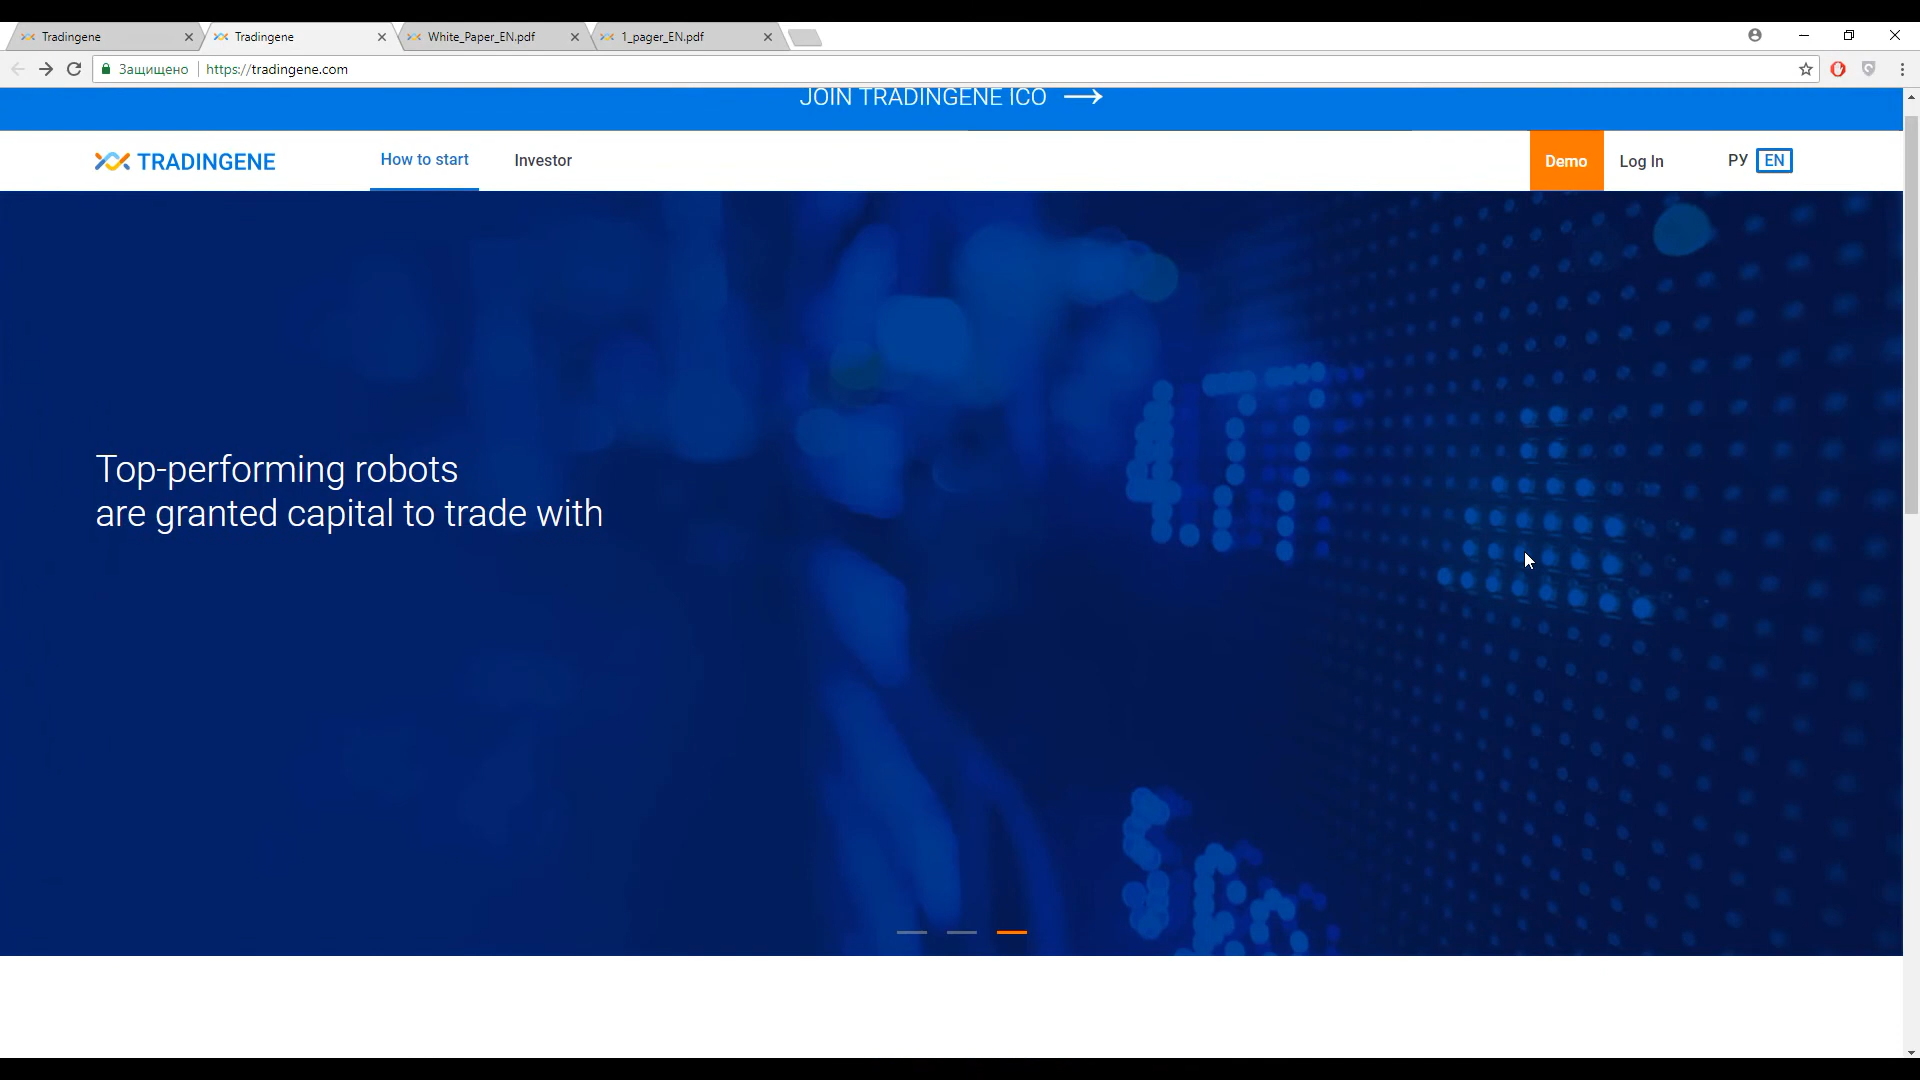 Tradingene
Tradingene
White_Paper_EN.pdf
1_pager_EN.pdf
Защищено
https://tradingene.com
JOIN TRADINGENE ICO
TRADINGENE
How to start
Investor
Demo
Log In
РУ
EN
Top-performing robots
are granted capital to trade with